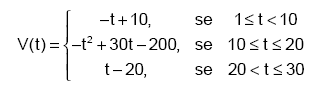 –t + 10, se 1 ≤ t < 10
V(t) = –t² + 30t – 200, se 10 ≤ t ≤ 20
t – 20, se 20 < t ≤ 30